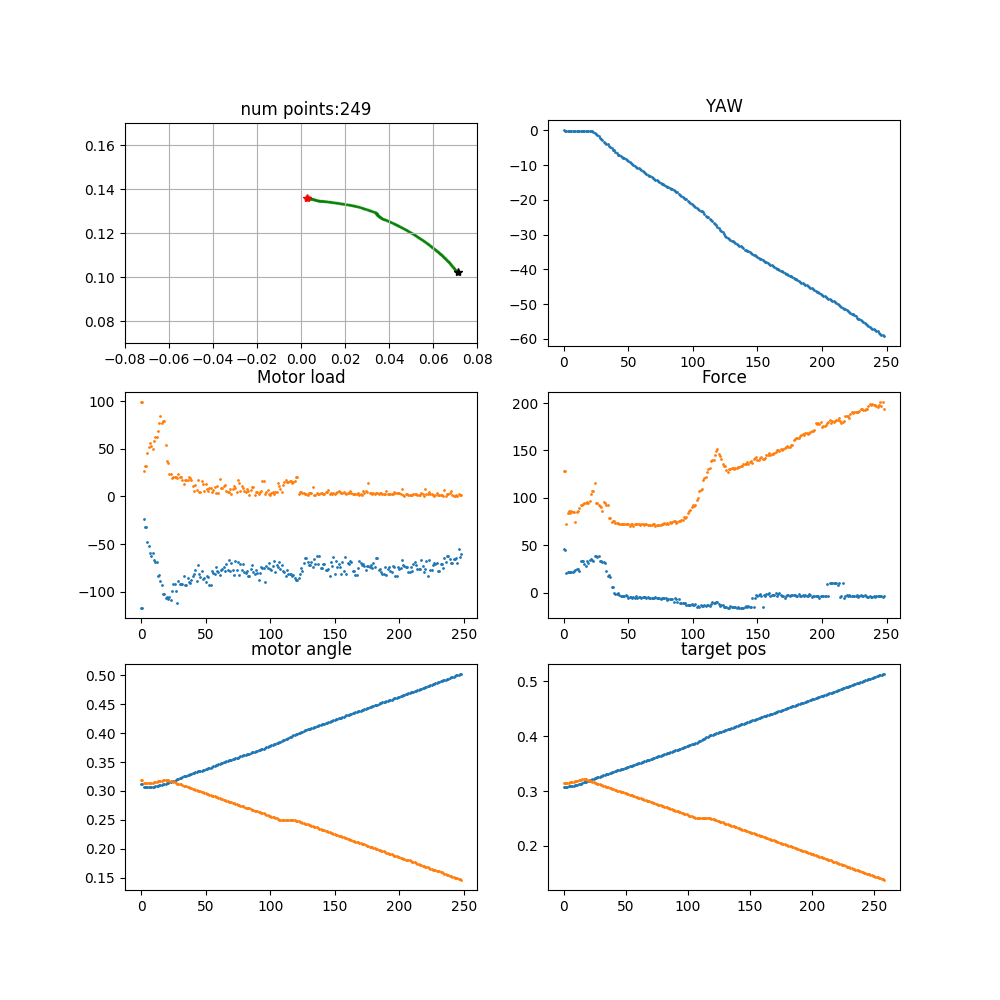 num points:249
0.16
0.14
0.12
0.10
0.08
−0.08 −0.06 −0.04 −0.02 0.00 0.02 0.04 0.06 0.08
YAW
0
−10
−20
−30
−40
−50
−60
0 50 100 150 200 250
Motor load
100
50
0
−50
−100
0 50 100 150 200 250
Force
200
150
100
50
0
0 50 100 150 200 250
motor angle
0.50
0.45
0.40
0.35
0.30
0.25
0.20
0.15
0 50 100 150 200 250
target pos
0.5
0.4
0.3
0.2
0 50 100 150 200 250